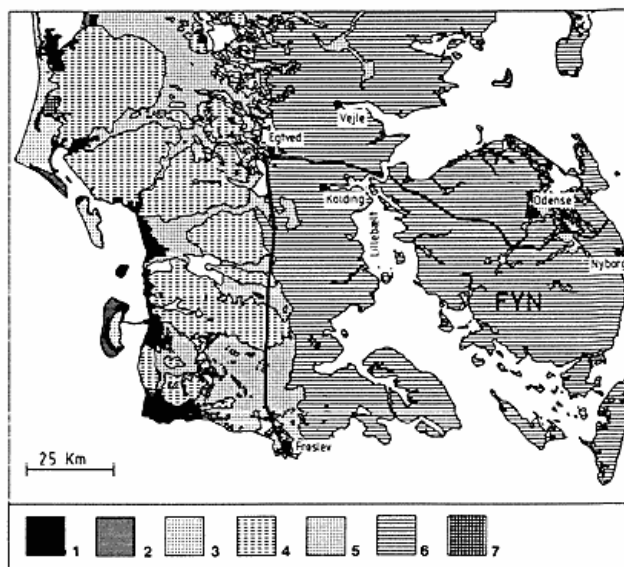 Vejle
Egtved
Kolding
Odense
Lillebælt
Nyborg
FYN
Frøslev
25 Km
1 2 3 4 5 6 7